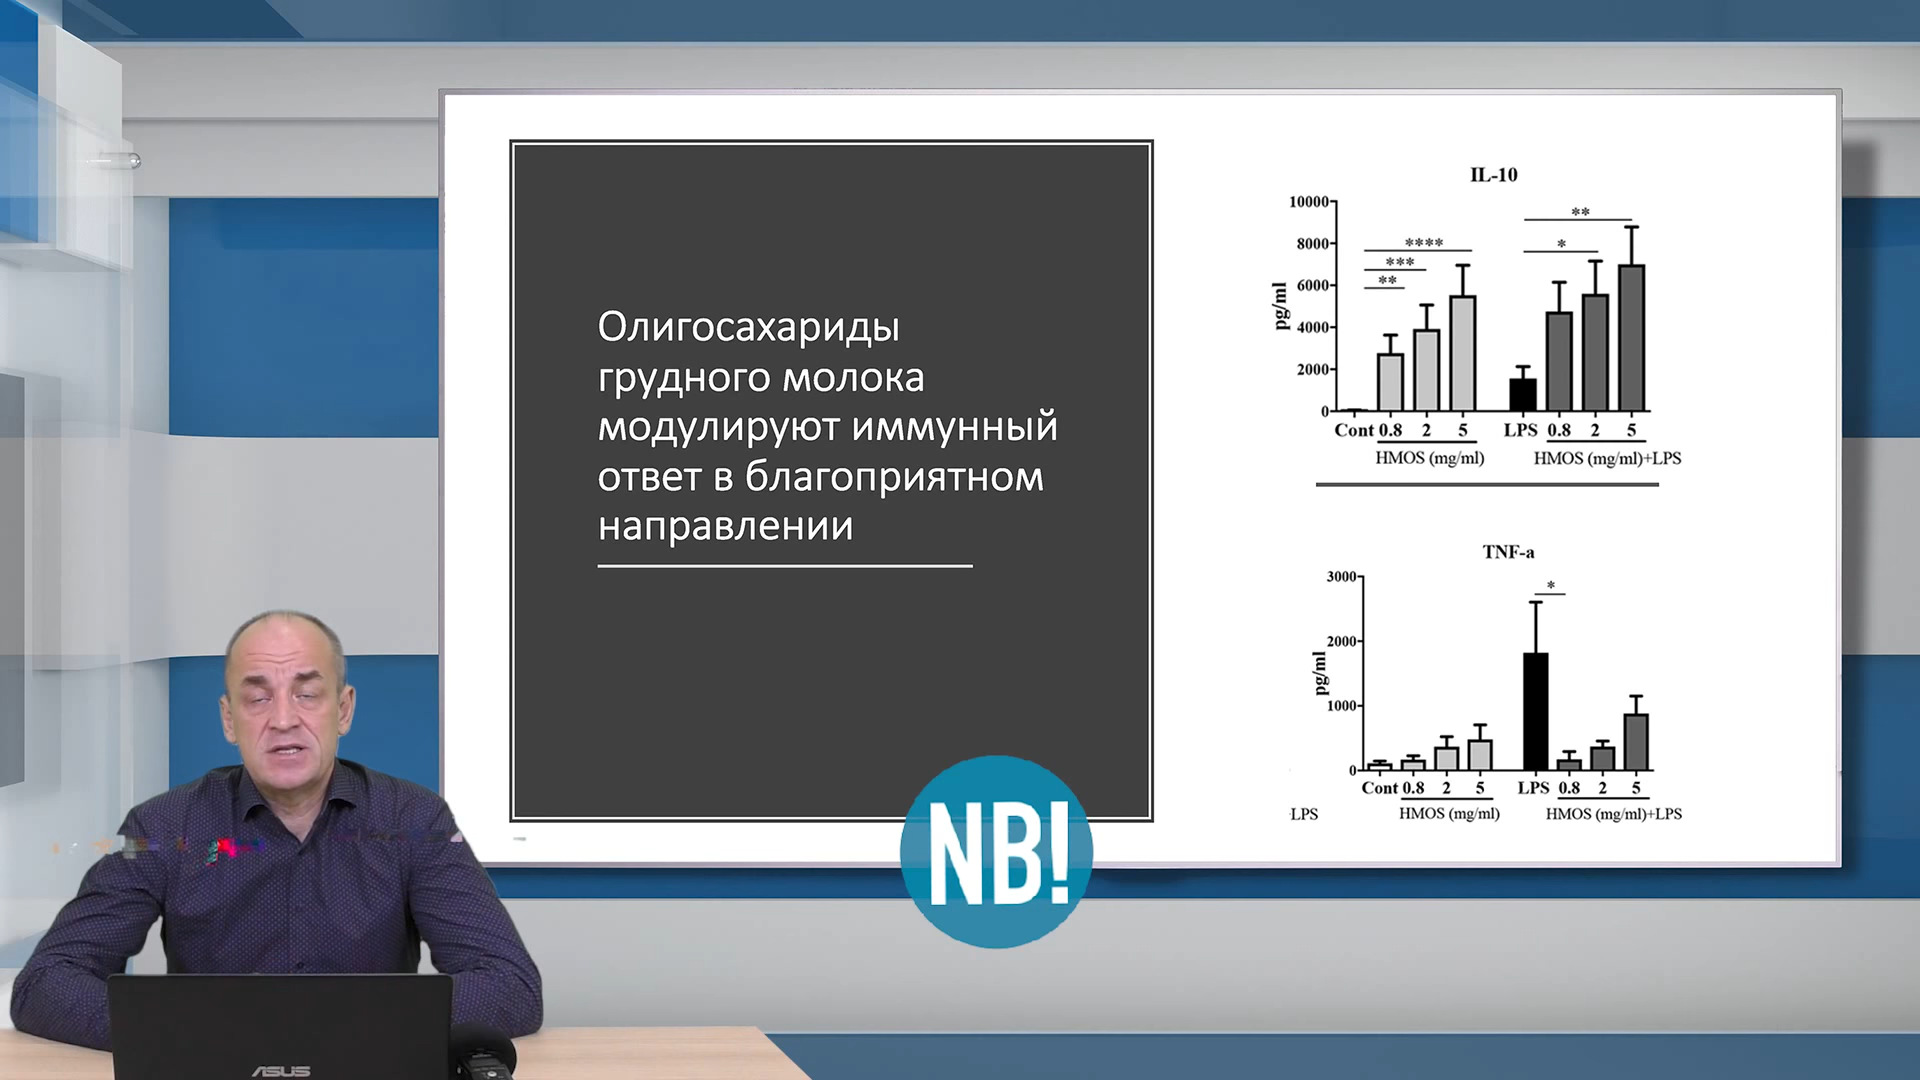 Олигосахариды
грудного молока
модулируют иммунный
ответ в благоприятном
направлении
NB!
IL-10
10000
8000
6000
4000
2000
0
pg/ml
**
***
****
*
**
Cont 0.8 2 5 LPS 0.8 2 5
HMOS (mg/ml) HMOS (mg/ml)+LPS
TNF-a
3000
2000
1000
0
pg/ml
*
Cont 0.8 2 5 LPS 0.8 2 5
LPS HMOS (mg/ml) HMOS (mg/ml)+LPS
ASUS